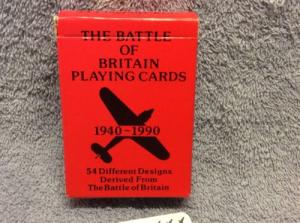 THE BATTLE
OF
BRITAIN
PLAYING CARDS
1940-1990
54 Different Designs
Derived From
The Battle of Britain